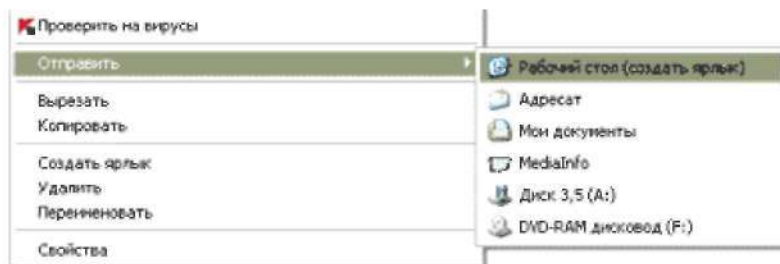 Проверить на вирусы
Отправить
Вырезать
Копировать
Создать ярлык
Удалить
Переименовать
Свойства
Рабочий стол (создать ярлык)
Адресат
Мои документы
MediaInfo
Диск 3,5 (A:)
DVD-RAM дисковод (F:)